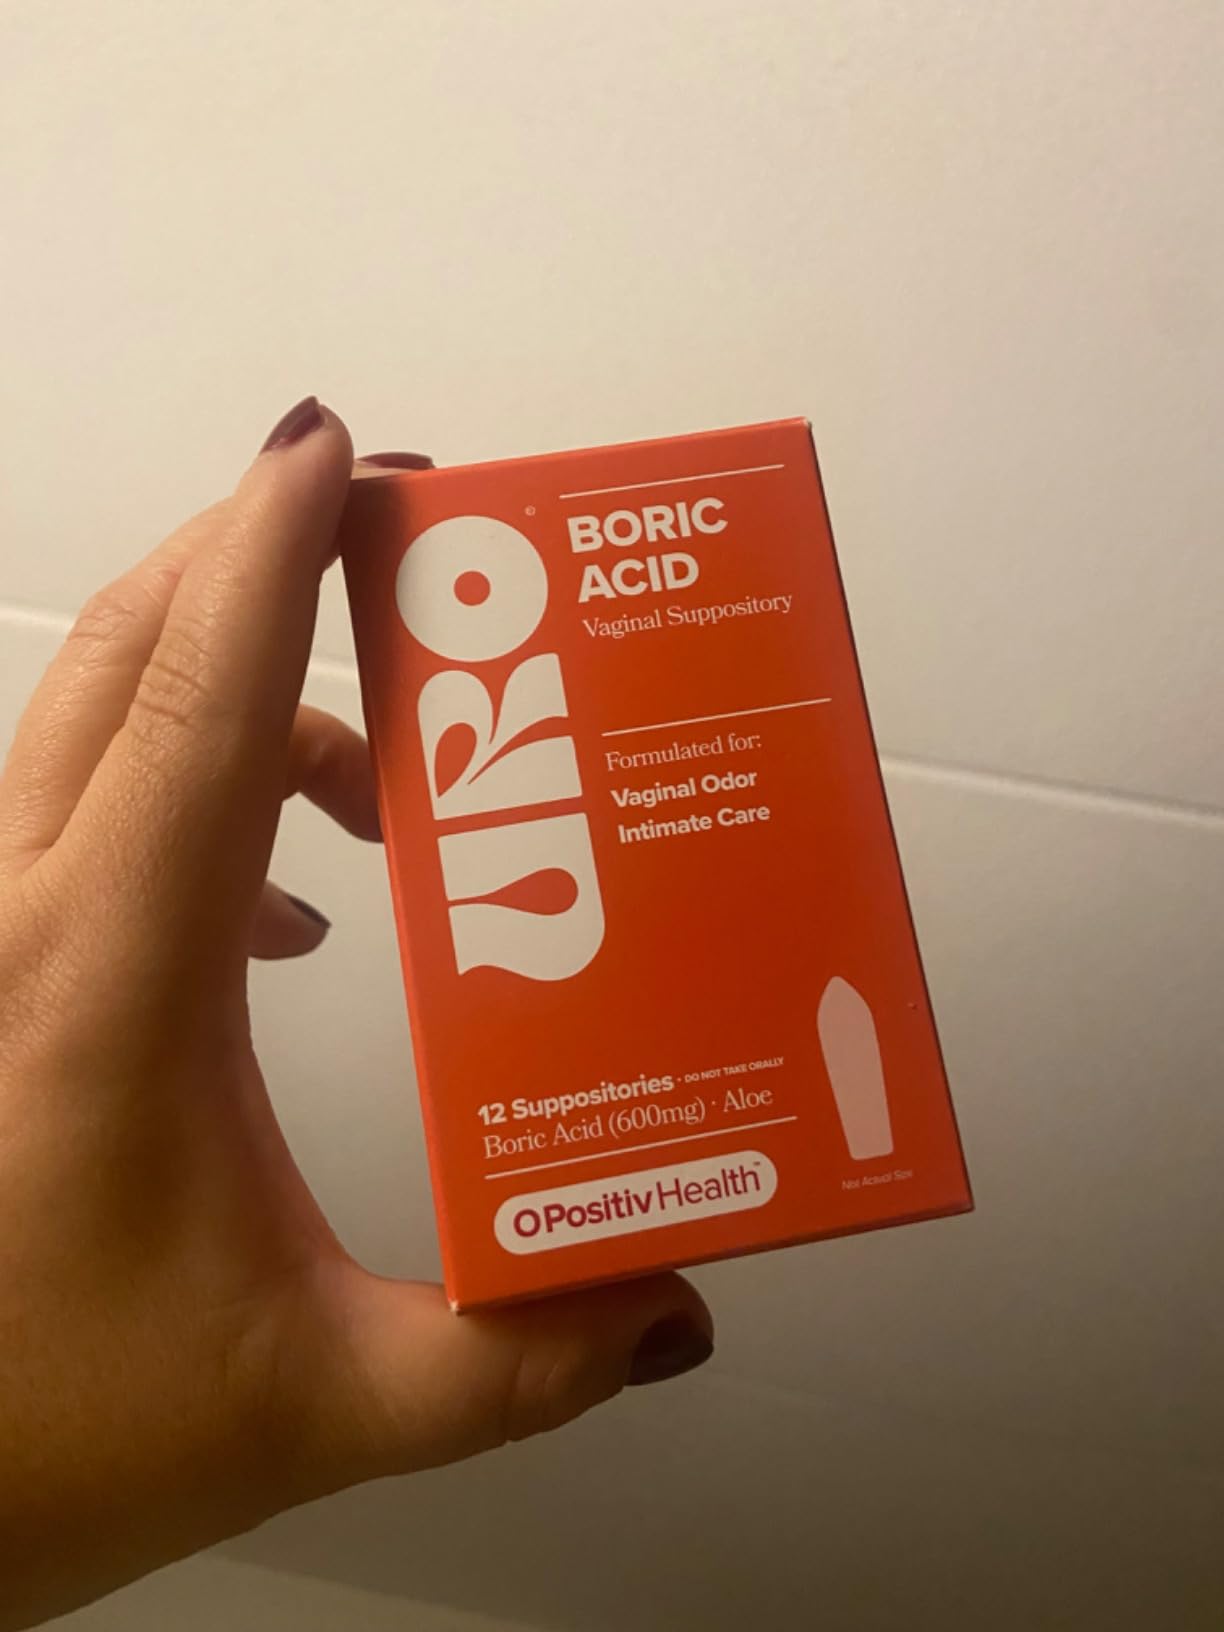 URO
BORIC
ACID
Vaginal Suppository
Formulated for:
Vaginal Odor
Intimate Care
12 Suppositories · DO NOT TAKE ORALLY
Boric Acid (600mg) · Aloe
OPositivHealth™
Not Actual Size